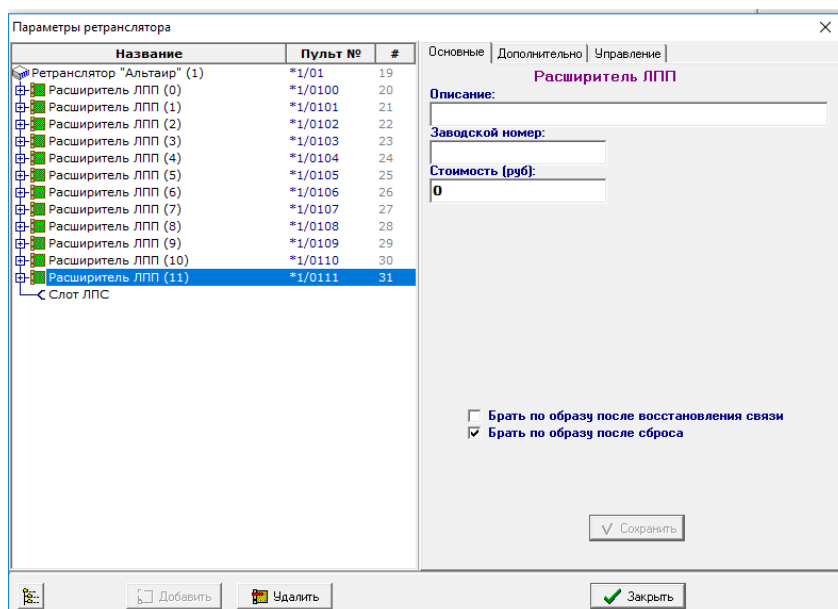 Параметры ретранслятора
Название Пульт № #
Ретранслятор "Альтаир" (1) *1/01 19
Расширитель ЛПП (0) *1/0100 20
Расширитель ЛПП (1) *1/0101 21
Расширитель ЛПП (2) *1/0102 22
Расширитель ЛПП (3) *1/0103 23
Расширитель ЛПП (4) *1/0104 24
Расширитель ЛПП (5) *1/0105 25
Расширитель ЛПП (6) *1/0106 26
Расширитель ЛПП (7) *1/0107 27
Расширитель ЛПП (8) *1/0108 28
Расширитель ЛПП (9) *1/0109 29
Расширитель ЛПП (10) *1/0110 30
Расширитель ЛПП (11) *1/0111 31
Слот ЛПС
Основные Дополнительно Управление
Расширитель ЛПП
Описание:
Заводской номер:
Стоимость (руб):
0
Брать по образу после восстановления связи
Брать по образу после сброса
Сохранить
Добавить Удалить Закрыть